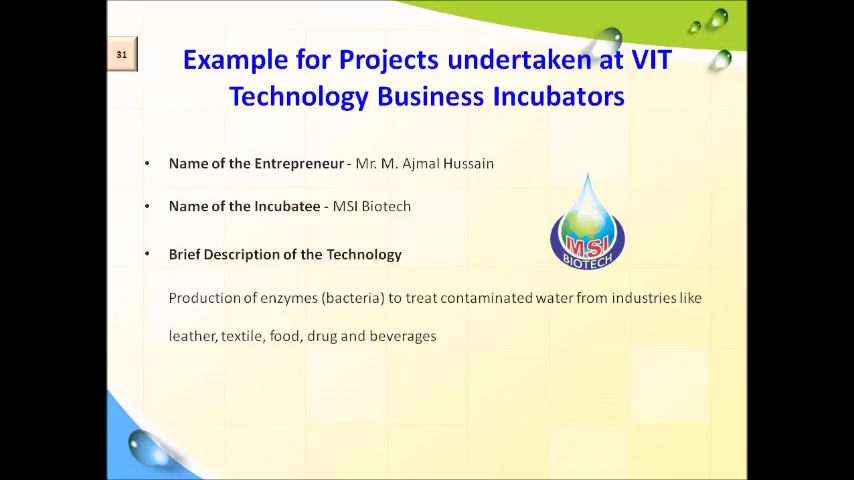 31
Example for Projects undertaken at VIT
Technology Business Incubators
• Name of the Entrepreneur - Mr. M. Ajmal Hussain
• Name of the Incubatee - MSI Biotech
• Brief Description of the Technology
MSI
BIOTECH
Production of enzymes (bacteria) to treat contaminated water from industries like
leather, textile, food, drug and beverages